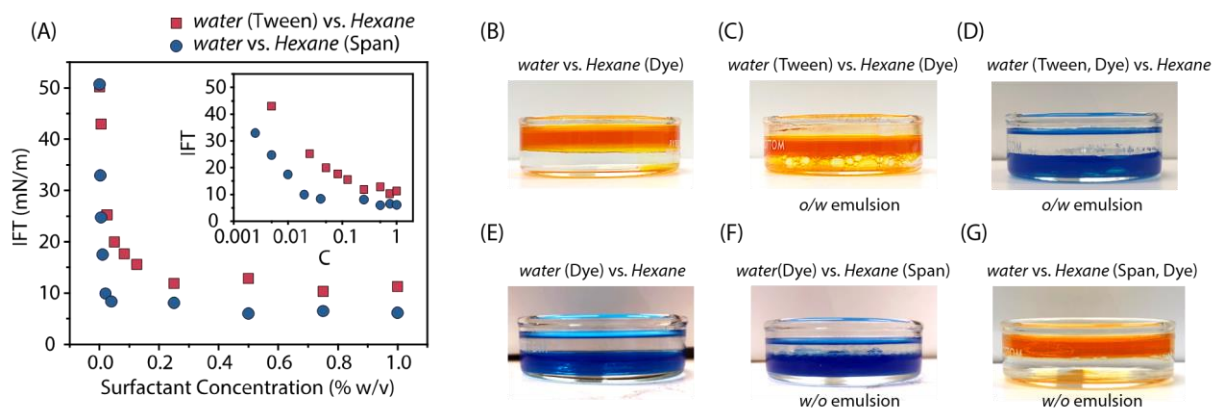 (A)
water (Tween) vs. Hexane
water vs. Hexane (Span)
IFT (mN/m)
50
40
30
20
10
0
0.0
0.2
0.4
0.6
0.8
1.0
Surfactant Concentration (% w/v)
IFT
50
40
30
20
10
0
0.001
0.01
0.1
1
C
(B)
water vs. Hexane (Dye)
(C)
water (Tween) vs. Hexane (Dye)
TTOM
o/w emulsion
(D)
water (Tween, Dye) vs. Hexane
o/w emulsion
(E)
water (Dye) vs. Hexane
(F)
water(Dye) vs. Hexane (Span)
w/o emulsion
(G)
water vs. Hexane (Span, Dye)
TOM
w/o emulsion